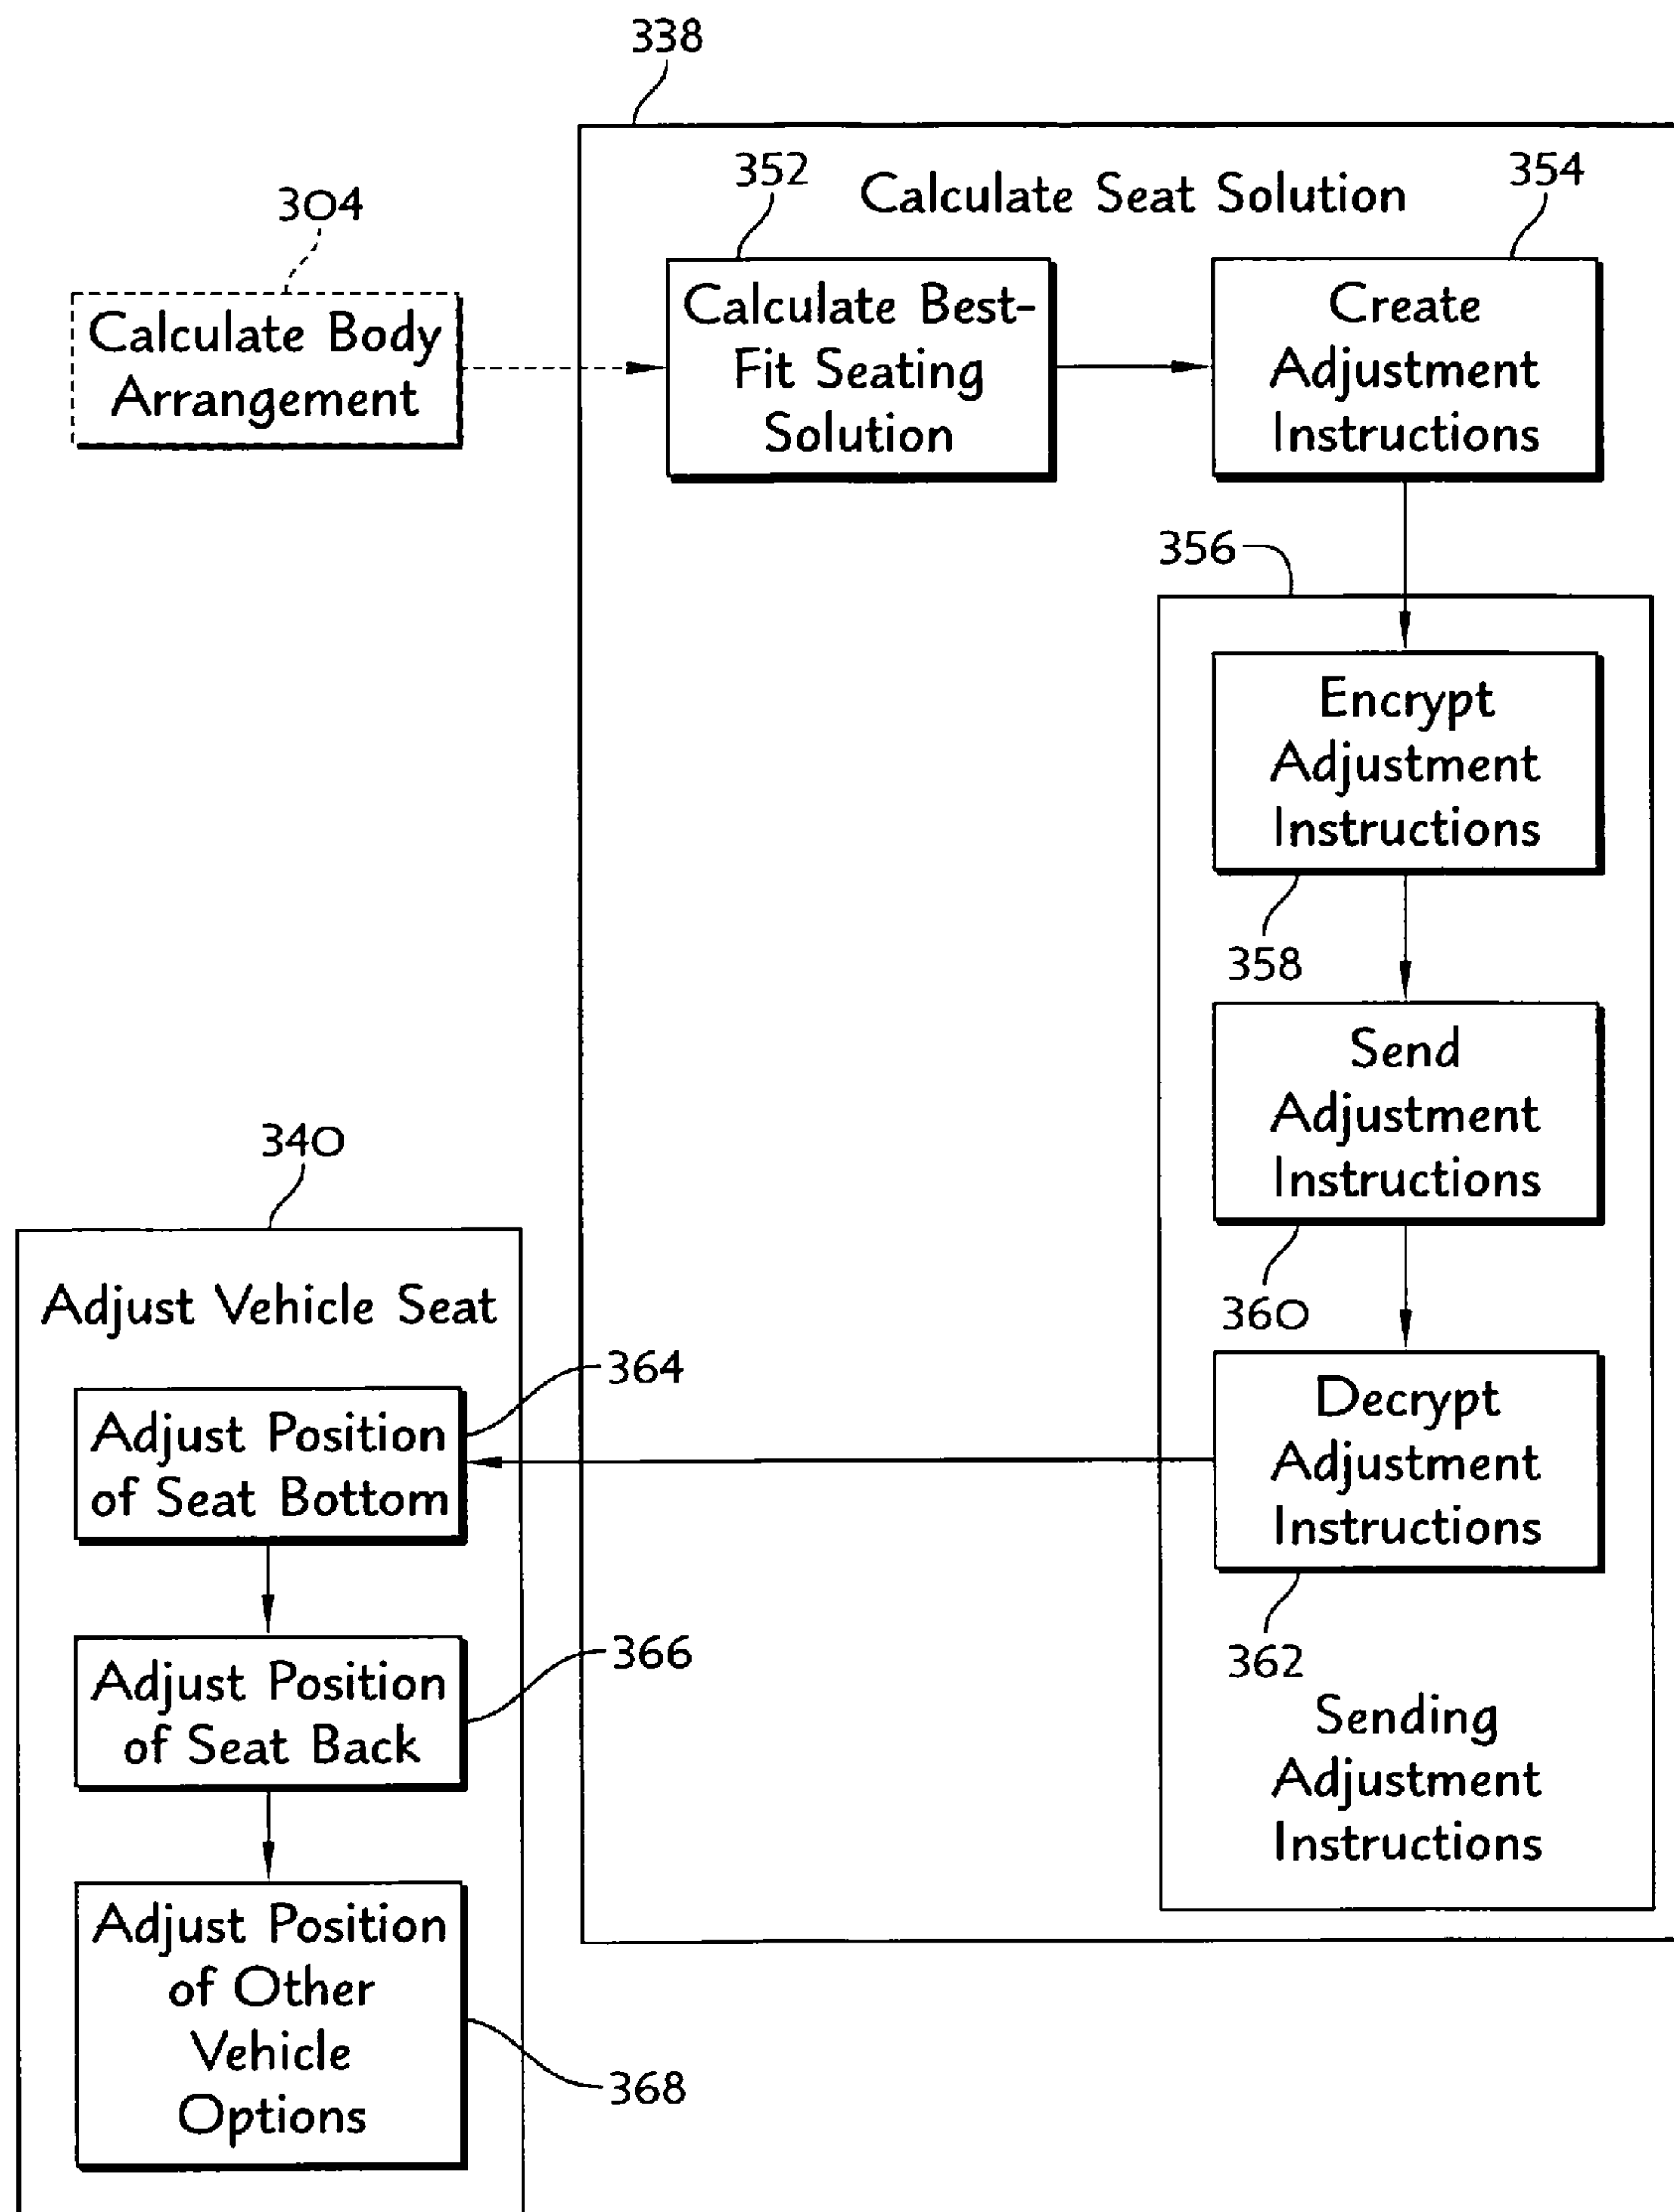 338
352
354
Calculate Seat Solution
304
Calculate Body
Arrangement
Calculate Best-
Fit Seating
Solution
Create
Adjustment
Instructions
356
Encrypt
Adjustment
Instructions
358
Send
Adjustment
Instructions
360
Decrypt
Adjustment
Instructions
362
Sending
Adjustment
Instructions
340
Adjust Vehicle Seat
364
Adjust Position
of Seat Bottom
366
Adjust Position
of Seat Back
Adjust Position
of Other
Vehicle
Options
368